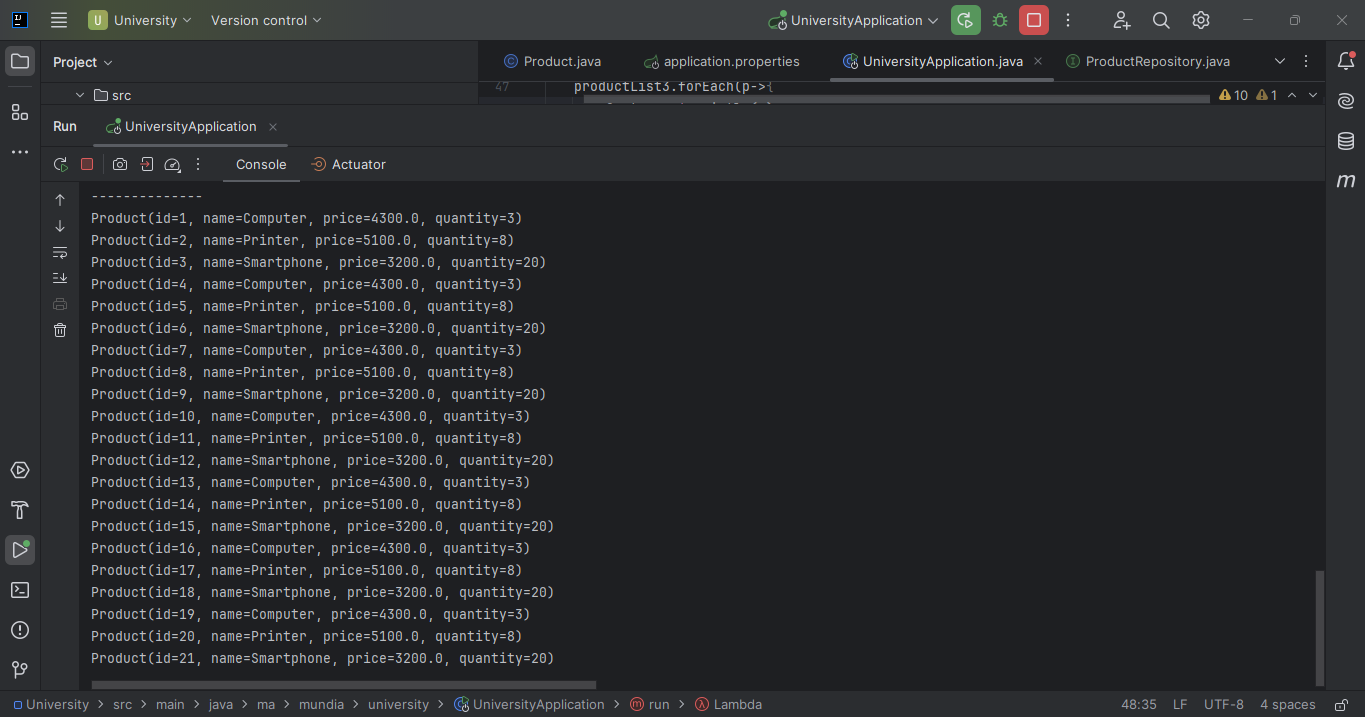 IJ
U University Version control UniversityApplication
Project Product.java application.properties UniversityApplication.java ProductRepository.java
src
47 productList3.forEach(p->{
10 1
Run UniversityApplication
Console Actuator
--------------
Product(id=1, name=Computer, price=4300.0, quantity=3)
Product(id=2, name=Printer, price=5100.0, quantity=8)
Product(id=3, name=Smartphone, price=3200.0, quantity=20)
Product(id=4, name=Computer, price=4300.0, quantity=3)
Product(id=5, name=Printer, price=5100.0, quantity=8)
Product(id=6, name=Smartphone, price=3200.0, quantity=20)
Product(id=7, name=Computer, price=4300.0, quantity=3)
Product(id=8, name=Printer, price=5100.0, quantity=8)
Product(id=9, name=Smartphone, price=3200.0, quantity=20)
Product(id=10, name=Computer, price=4300.0, quantity=3)
Product(id=11, name=Printer, price=5100.0, quantity=8)
Product(id=12, name=Smartphone, price=3200.0, quantity=20)
Product(id=13, name=Computer, price=4300.0, quantity=3)
Product(id=14, name=Printer, price=5100.0, quantity=8)
Product(id=15, name=Smartphone, price=3200.0, quantity=20)
Product(id=16, name=Computer, price=4300.0, quantity=3)
Product(id=17, name=Printer, price=5100.0, quantity=8)
Product(id=18, name=Smartphone, price=3200.0, quantity=20)
Product(id=19, name=Computer, price=4300.0, quantity=3)
Product(id=20, name=Printer, price=5100.0, quantity=8)
Product(id=21, name=Smartphone, price=3200.0, quantity=20)
University > src > main > java > ma > mundia > university > UniversityApplication > m run > λ Lambda 48:35 LF UTF-8 4 spaces